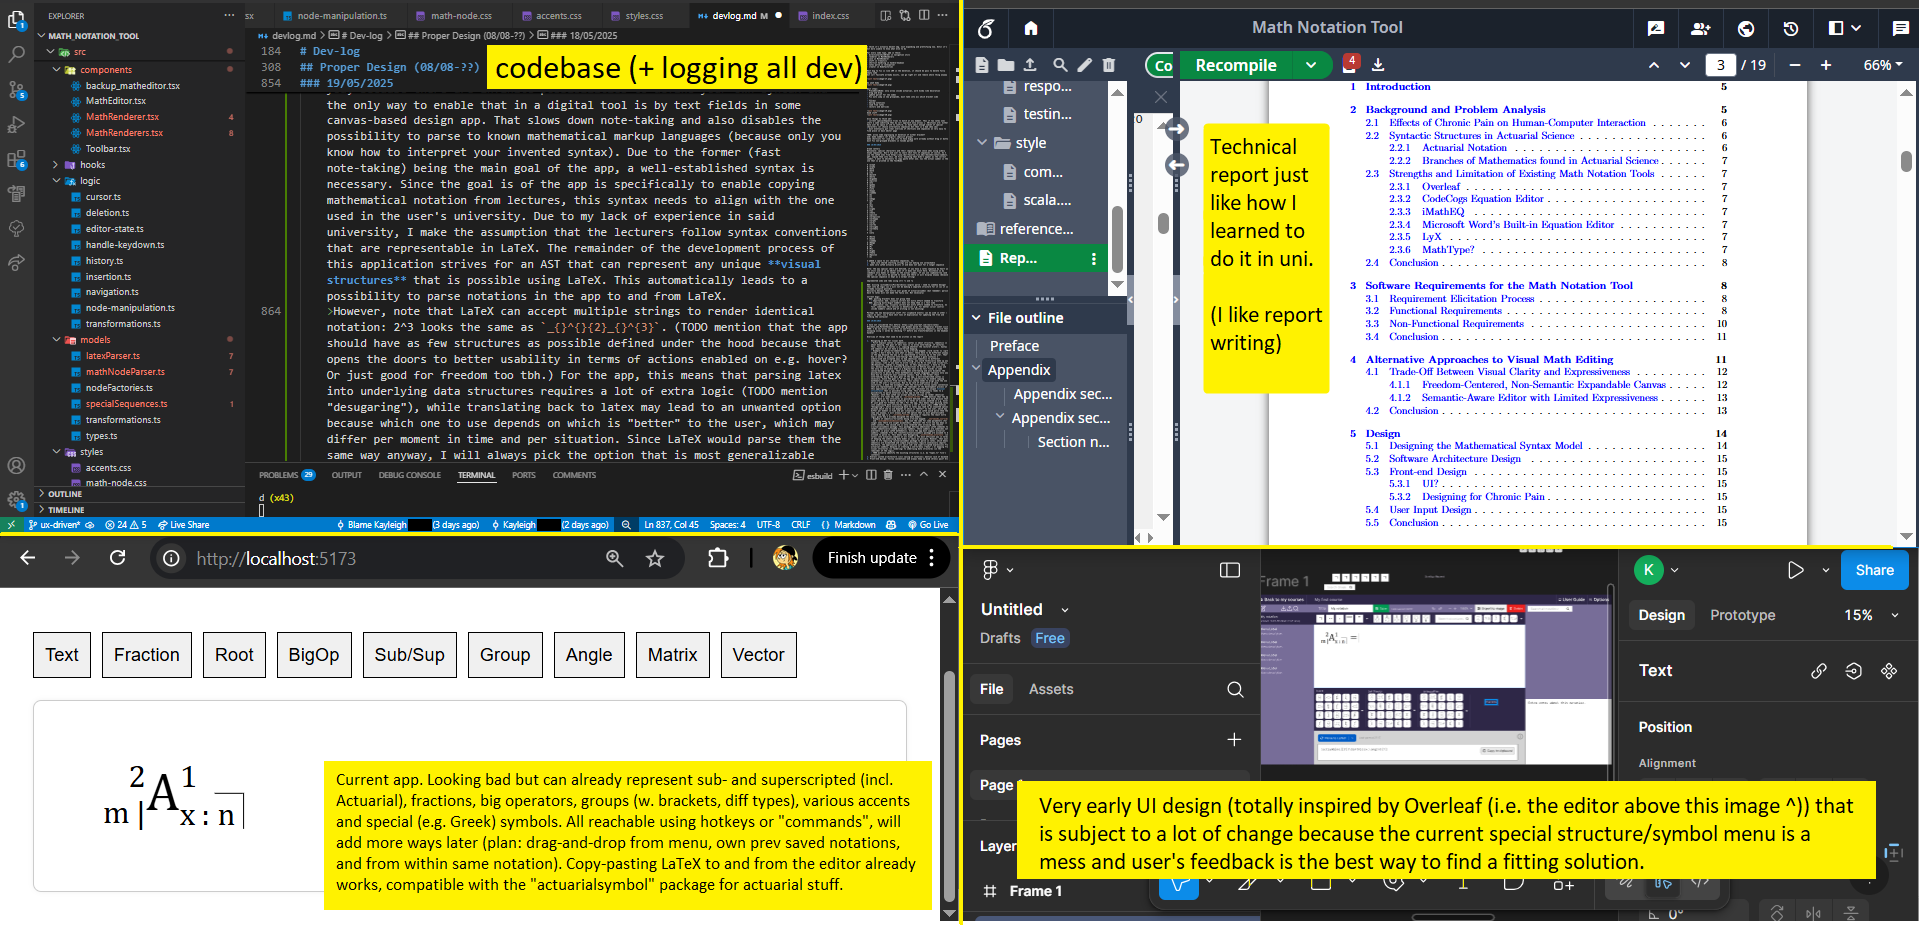 EXPLORER
MATH_NOTATION_TOOL
src
components
backup_matheditor.tsx
MathEditor.tsx
MathRenderer.tsx 4
MathRenderers.tsx 8
Toolbar.tsx
hooks
logic
cursor.ts
deletion.ts
editor-state.ts
handle-keydown.ts
history.ts
insertion.ts
navigation.ts
node-manipulation.ts
transformations.ts
models
latexParser.ts 7
mathNodeParser.ts 7
nodeFactories.ts
specialSequences.ts 1
transformations.ts
types.ts
styles
accents.css
math-node.css
OUTLINE
TIMELINE
sx node-manipulation.ts math-node.css accents.css styles.css devlog.md M index.css
devlog.md > # Dev-log > ## Proper Design (08/08-??) > ### 18/05/2025
184 # Dev-log
308 ## Proper Design (08/08-??)
854 ### 19/05/2025
codebase (+ logging all dev)
the only way to enable that in a digital tool is by text fields in some
canvas-based design app. That slows down note-taking and also disables the
possibility to parse to known mathematical markup languages (because only you
know how to interpret your invented syntax). Due to the former (fast
note-taking) being the main goal of the app, a well-established syntax is
necessary. Since the goal is of the app is specifically to enable copying
mathematical notation from lectures, this syntax needs to align with the one
used in the user's university. Due to my lack of experience in said
university, I make the assumption that the lecturers follow syntax conventions
that are representable in LaTeX. The remainder of the development process of
this application strives for an AST that can represent any unique **visual
structures** that is possible using LaTeX. This automatically leads to a
possibility to parse notations in the app to and from LaTeX.
864 >However, note that LaTeX can accept multiple strings to render identical
notation: 2^3 looks the same as `_{}^{}{2}_{}^{3}`. (TODO mention that the app
should have as few structures as possible defined under the hood because that
opens the doors to better usability in terms of actions enabled on e.g. hover?
Or just good for freedom too tbh.) For the app, this means that parsing latex
into underlying data structures requires a lot of extra logic (TODO mention
"desugaring"), while translating back to latex may lead to an unwanted option
because which one to use depends on which is "better" to the user, which may
differ per moment in time and per situation. Since LaTeX would parse them the
same way anyway, I will always pick the option that is most generalizable
PROBLEMS 29 OUTPUT DEBUG CONSOLE TERMINAL PORTS COMMENTS esbuild
d (x43)
ux-driven* 24 5 Live Share Blame Kayleigh (3 days ago) Kayleigh (2 days ago) Ln 837, Col 45 Spaces: 4 UTF-8 CRLF {} Markdown Go Live
Math Notation Tool
Co Recompile 4 3 / 19 66%
respo...
testin...
style
com...
scala....
reference...
Rep...
File outline
Preface
Appendix
Appendix sec...
Appendix sec...
Section n...
Technical
report just
like how I
learned to
do it in uni.
(I like report
writing)
1 Introduction 5
2 Background and Problem Analysis 5
2.1 Effects of Chronic Pain on Human-Computer Interaction . . . . . . . 6
2.2 Syntactic Structures in Actuarial Science . . . . . . . 6
2.2.1 Actuarial Notation . . . . . . . 6
2.2.2 Branches of Mathematics found in Actuarial Science . . . . . . . 7
2.3 Strengths and Limitation of Existing Math Notation Tools . . . . . . . 7
2.3.1 Overleaf . . . . . . . 7
2.3.2 CodeCogs Equation Editor . . . . . . . 7
2.3.3 iMathEQ . . . . . . . 7
2.3.4 Microsoft Word's Built-in Equation Editor . . . . . . . 7
2.3.5 LyX . . . . . . . 7
2.3.6 MathType? . . . . . . . 7
2.4 Conclusion . . . . . . . 8
3 Software Requirements for the Math Notation Tool 8
3.1 Requirement Elicitation Process . . . . . . . 8
3.2 Functional Requirements . . . . . . . 8
3.3 Non-Functional Requirements . . . . . . . 10
3.4 Conclusion . . . . . . . 11
4 Alternative Approaches to Visual Math Editing 11
4.1 Trade-Off Between Visual Clarity and Expressiveness . . . . . . . 12
4.1.1 Freedom-Centered, Non-Semantic Expandable Canvas . . . . . . . 12
4.1.2 Semantic-Aware Editor with Limited Expressiveness . . . . . . . 13
4.2 Conclusion . . . . . . . 13
5 Design 14
5.1 Designing the Mathematical Syntax Model . . . . . . . 14
5.2 Software Architecture Design . . . . . . . 15
5.3 Front-end Design . . . . . . . 15
5.3.1 UI? . . . . . . . 15
5.3.2 Designing for Chronic Pain . . . . . . . 15
5.4 User Input Design . . . . . . . 15
5.5 Conclusion . . . . . . . 15
http://localhost:5173
Finish update
Text Fraction Root BigOp Sub/Sup Group Angle Matrix Vector
2 A 1
m| x : n
Current app. Looking bad but can already represent sub- and superscripted (incl.
Actuarial), fractions, big operators, groups (w. brackets, diff types), various accents
and special (e.g. Greek) symbols. All reachable using hotkeys or "commands", will
add more ways later (plan: drag-and-drop from menu, own prev saved notations,
and from within same notation). Copy-pasting LaTeX to and from the editor already
works, compatible with the "actuarialsymbol" package for actuarial stuff.
Untitled
Drafts Free
File Assets
Pages
Page
Layer
Frame 1
Frame 1
K Share
Design Prototype 15%
Text
Position
Alignment
0°
Very early UI design (totally inspired by Overleaf (i.e. the editor above this image ^)) that
is subject to a lot of change because the current special structure/symbol menu is a
mess and user's feedback is the best way to find a fitting solution.